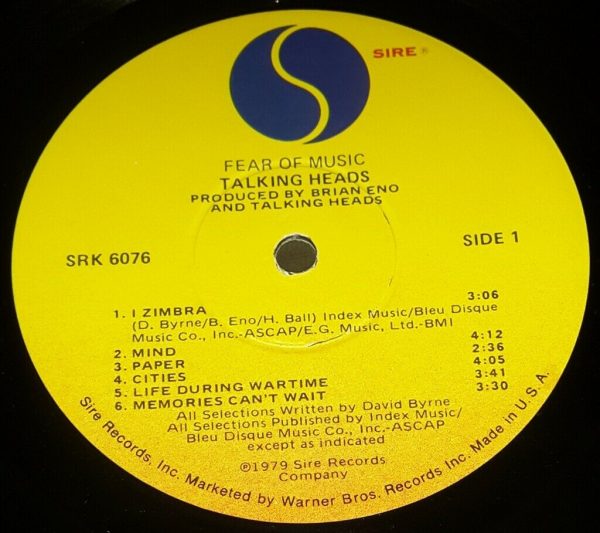 SIRE ®
FEAR OF MUSIC
TALKING HEADS
PRODUCED BY BRIAN ENO
AND TALKING HEADS
SRK 6076
SIDE 1
1. I ZIMBRA 3:06
(D. Byrne/B. Eno/H. Ball) Index Music/Bleu Disque
Music Co., Inc.-ASCAP/E.G. Music, Ltd.-BMI
2. MIND 4:12
3. PAPER 2:36
4. CITIES 4:05
5. LIFE DURING WARTIME 3:41
6. MEMORIES CAN'T WAIT 3:30
All Selections Written by David Byrne
All Selections Published by Index Music/
Bleu Disque Music Co., Inc.-ASCAP
except as indicated
℗1979 Sire Records
Company
Sire Records, Inc. Marketed by Warner Bros. Records Inc. Made in U.S.A.